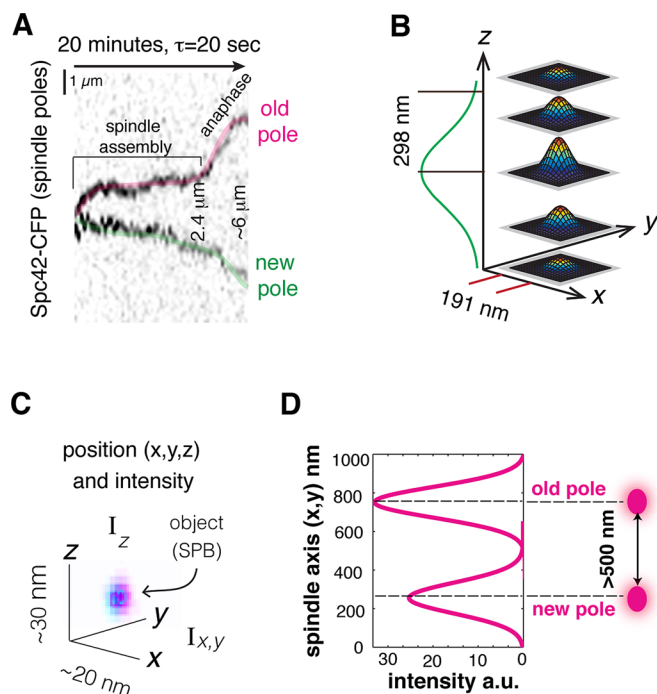 A
20 minutes, τ=20 sec
1 µm
Spc42-CFP (spindle poles)
spindle
assembly
anaphase
old
pole
2.4 µm
~6 µm
new
pole
B
z
298 nm
y
x
191 nm
C
position (x,y,z)
and intensity
Iz
object
(SPB)
z
y
x
Ix,y
~30 nm
~20 nm
D
spindle axis (x,y) nm
1000
800
600
400
200
0
30
20
10
0
intensity a.u.
old pole
>500 nm
new pole